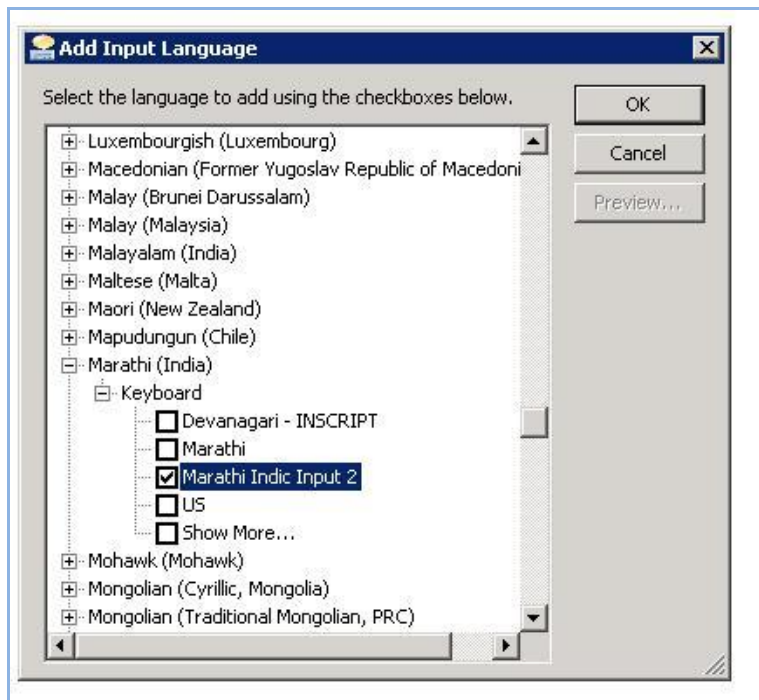 Add Input Language
Select the language to add using the checkboxes below.
OK
Cancel
Preview...
Luxembourgish (Luxembourg)
Macedonian (Former Yugoslav Republic of Macedoni
Malay (Brunei Darussalam)
Malay (Malaysia)
Malayalam (India)
Maltese (Malta)
Maori (New Zealand)
Mapudungun (Chile)
Marathi (India)
Keyboard
Devanagari - INSCRIPT
Marathi
Marathi Indic Input 2
US
Show More...
Mohawk (Mohawk)
Mongolian (Cyrillic, Mongolia)
Mongolian (Traditional Mongolian, PRC)